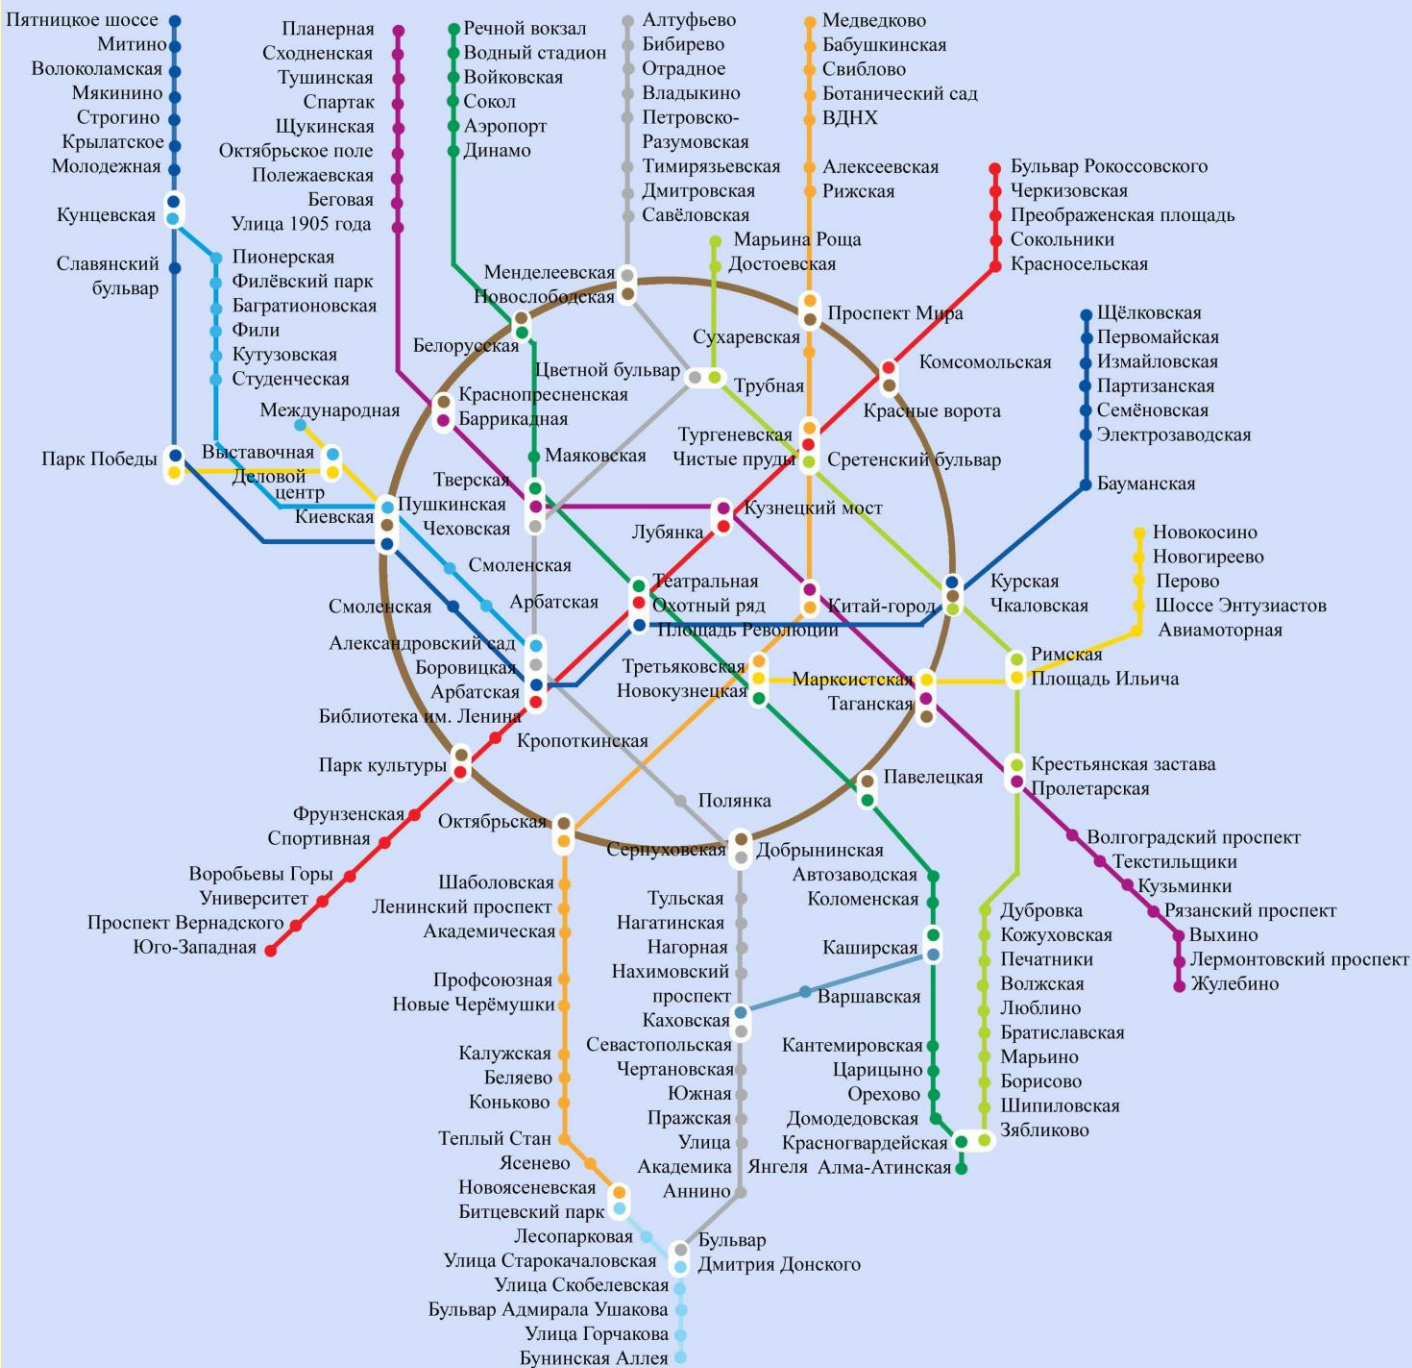 Пятницкое шоссе
Митино
Волоколамская
Мякинино
Строгино
Крылатское
Молодежная
Кунцевская
Славянский
бульвар
Пионерская
Филёвский парк
Багратионовская
Фили
Кутузовская
Студенческая
Международная
Парк Победы
Выставочная
Деловой
центр
Киевская
Планерная
Сходненская
Тушинская
Спартак
Щукинская
Октябрьское поле
Полежаевская
Беговая
Улица 1905 года
Речной вокзал
Водный стадион
Войковская
Сокол
Аэропорт
Динамо
Белорусская
Краснопресненская
Баррикадная
Маяковская
Тверская
Пушкинская
Чеховская
Алтуфьево
Бибирево
Отрадное
Владыкино
Петровско-
Разумовская
Тимирязьевская
Дмитровская
Савёловская
Менделеевская
Новослободская
Цветной бульвар
Марьина Роща
Достоевская
Трубная
Медведково
Бабушкинская
Свиблово
Ботанический сад
ВДНХ
Алексеевская
Рижская
Проспект Мира
Сухаревская
Тургеневская
Чистые пруды
Сретенский бульвар
Бульвар Рокоссовского
Черкизовская
Преображенская площадь
Сокольники
Красносельская
Комсомольская
Красные ворота
Щёлковская
Первомайская
Измайловская
Партизанская
Семёновская
Электрозаводская
Бауманская
Новокосино
Новогиреево
Перово
Шоссе Энтузиастов
Авиамоторная
Кузнецкий мост
Лубянка
Смоленская
Арбатская
Смоленская
Театральная
Охотный ряд
Площадь Революции
Китай-город
Курская
Чкаловская
Александровский сад
Боровицкая
Арбатская
Библиотека им. Ленина
Третьяковская
Новокузнецкая
Марксистская
Таганская
Римская
Площадь Ильича
Кропоткинская
Парк культуры
Полянка
Павелецкая
Крестьянская застава
Пролетарская
Фрунзенская
Спортивная
Воробьевы Горы
Университет
Проспект Вернадского
Юго-Западная
Октябрьская
Серпуховская
Добрынинская
Шаболовская
Ленинский проспект
Академическая
Профсоюзная
Новые Черёмушки
Калужская
Беляево
Коньково
Теплый Стан
Ясенево
Новоясеневская
Битцевский парк
Лесопарковая
Улица Старокачаловская
Улица Скобелевская
Бульвар Адмирала Ушакова
Улица Горчакова
Бунинская Аллея
Тульская
Нагатинская
Нагорная
Нахимовский
проспект
Каховская
Севастопольская
Чертановская
Южная
Пражская
Улица
Академика Янгеля
Аннино
Бульвар
Дмитрия Донского
Автозаводская
Коломенская
Каширская
Варшавская
Кантемировская
Царицыно
Орехово
Домодедовская
Красногвардейская
Алма-Атинская
Дубровка
Кожуховская
Печатники
Волжская
Люблино
Братиславская
Марьино
Борисово
Шипиловская
Зябликово
Волгоградский проспект
Текстильщики
Кузьминки
Рязанский проспект
Выхино
Лермонтовский проспект
Жулебино